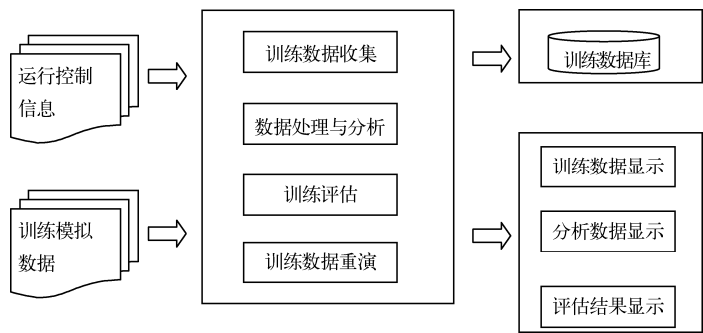 运行控制
信息
训练模拟
数据
训练数据收集
数据处理与分析
训练评估
训练数据重演
训练数据库
训练数据显示
分析数据显示
评估结果显示